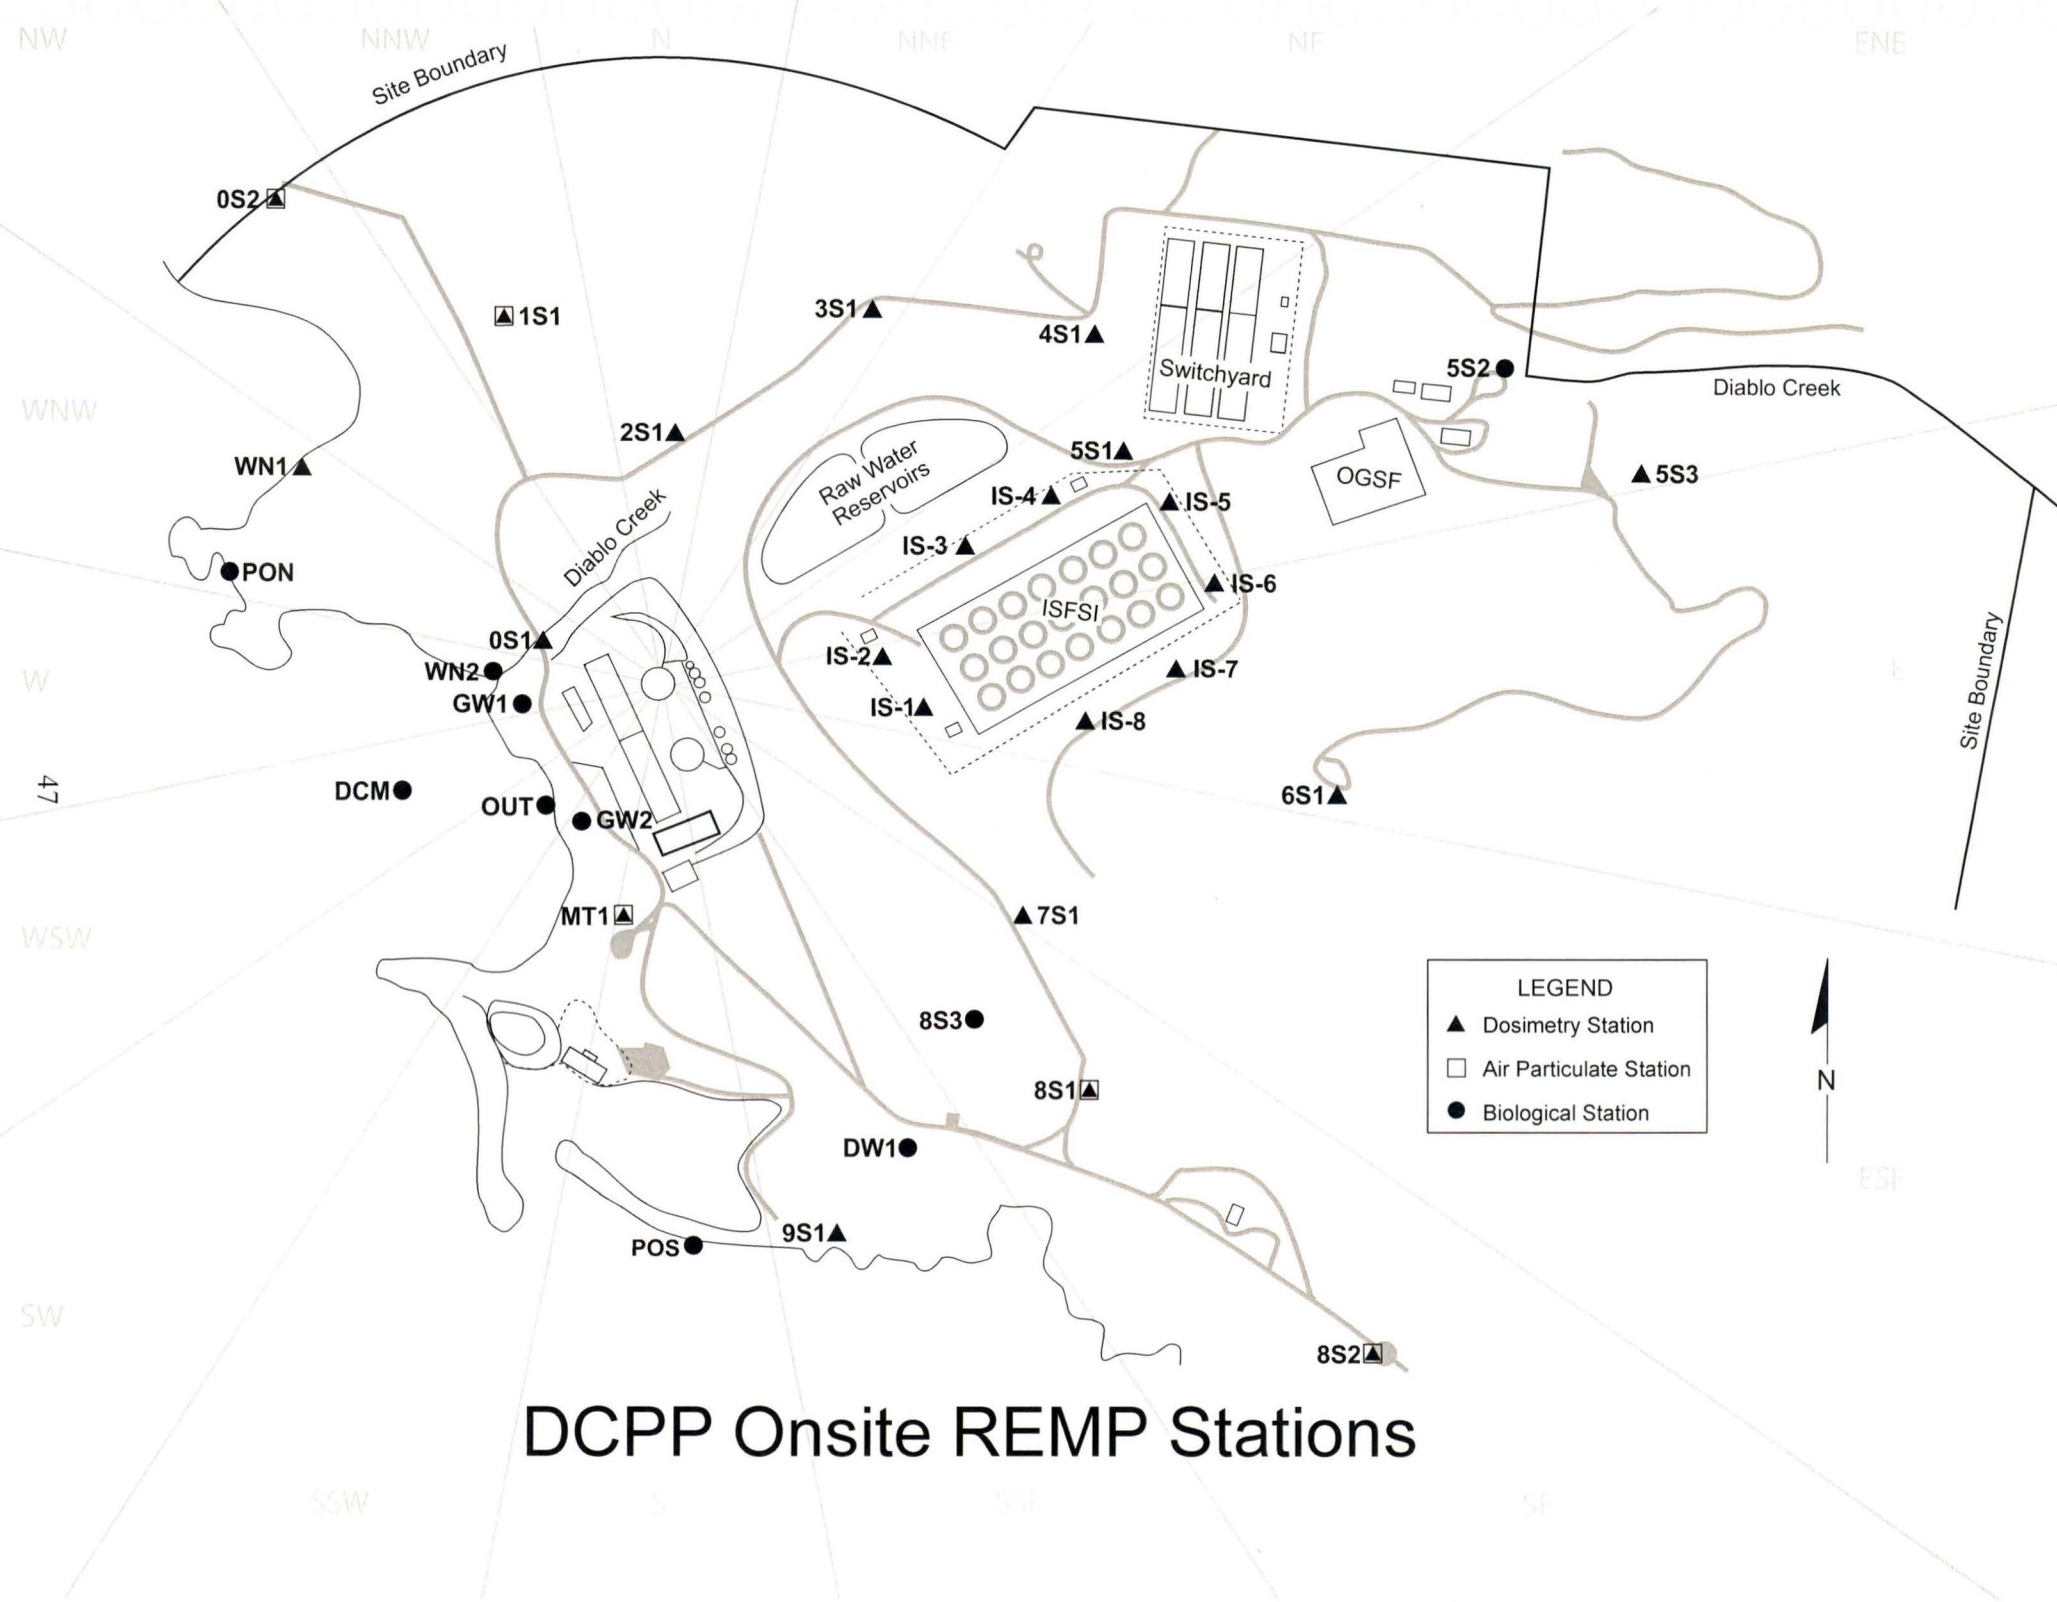 NW
NNW
N
NNE
NE
ENE
Site Boundary
0S2
1S1
3S1
4S1
Switchyard
5S2
Diablo Creek
WNW
2S1
WN1
Raw Water
Reservoirs
5S1
OGSF
5S3
IS-4
IS-5
IS-3
Diablo Creek
PON
IS-6
ISFSI
0S1
WN2
IS-2
IS-7
W
E
GW1
IS-1
IS-8
Site Boundary
DCM
OUT
GW2
6S1
47
MT1
7S1
WSW
8S3
LEGEND
Dosimetry Station
Air Particulate Station
Biological Station
N
8S1
DW1
ESE
9S1
POS
SW
8S2
DCPP Onsite REMP Stations
SSW
S
SSE
SE